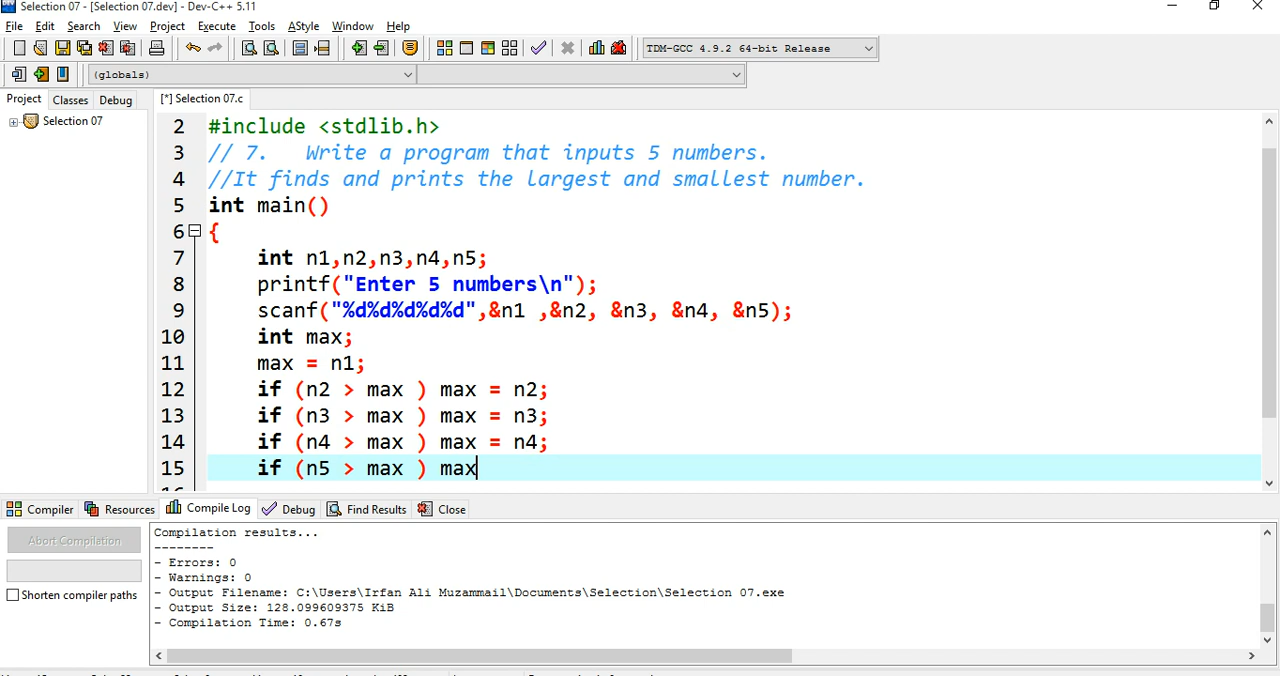 Selection 07 - [Selection 07.dev] - Dev-C++ 5.11
File Edit Search View Project Execute Tools AStyle Window Help
TDM-GCC 4.9.2 64-bit Release
(globals)
Project Classes Debug [*] Selection 07.c
Selection 07
2 #include <stdlib.h>
3 // 7. Write a program that inputs 5 numbers.
4 //It finds and prints the largest and smallest number.
5 int main()
6 {
7 int n1,n2,n3,n4,n5;
8 printf("Enter 5 numbers\n");
9 scanf("%d%d%d%d%d",&n1 ,&n2, &n3, &n4, &n5);
10 int max;
11 max = n1;
12 if (n2 > max ) max = n2;
13 if (n3 > max ) max = n3;
14 if (n4 > max ) max = n4;
15 if (n5 > max ) max
Compiler Resources Compile Log Debug Find Results Close
Abort Compilation
Shorten compiler paths
Compilation results...
--------
- Errors: 0
- Warnings: 0
- Output Filename: C:\Users\Irfan Ali Muzammail\Documents\Selection\Selection 07.exe
- Output Size: 128.099609375 KiB
- Compilation Time: 0.67s